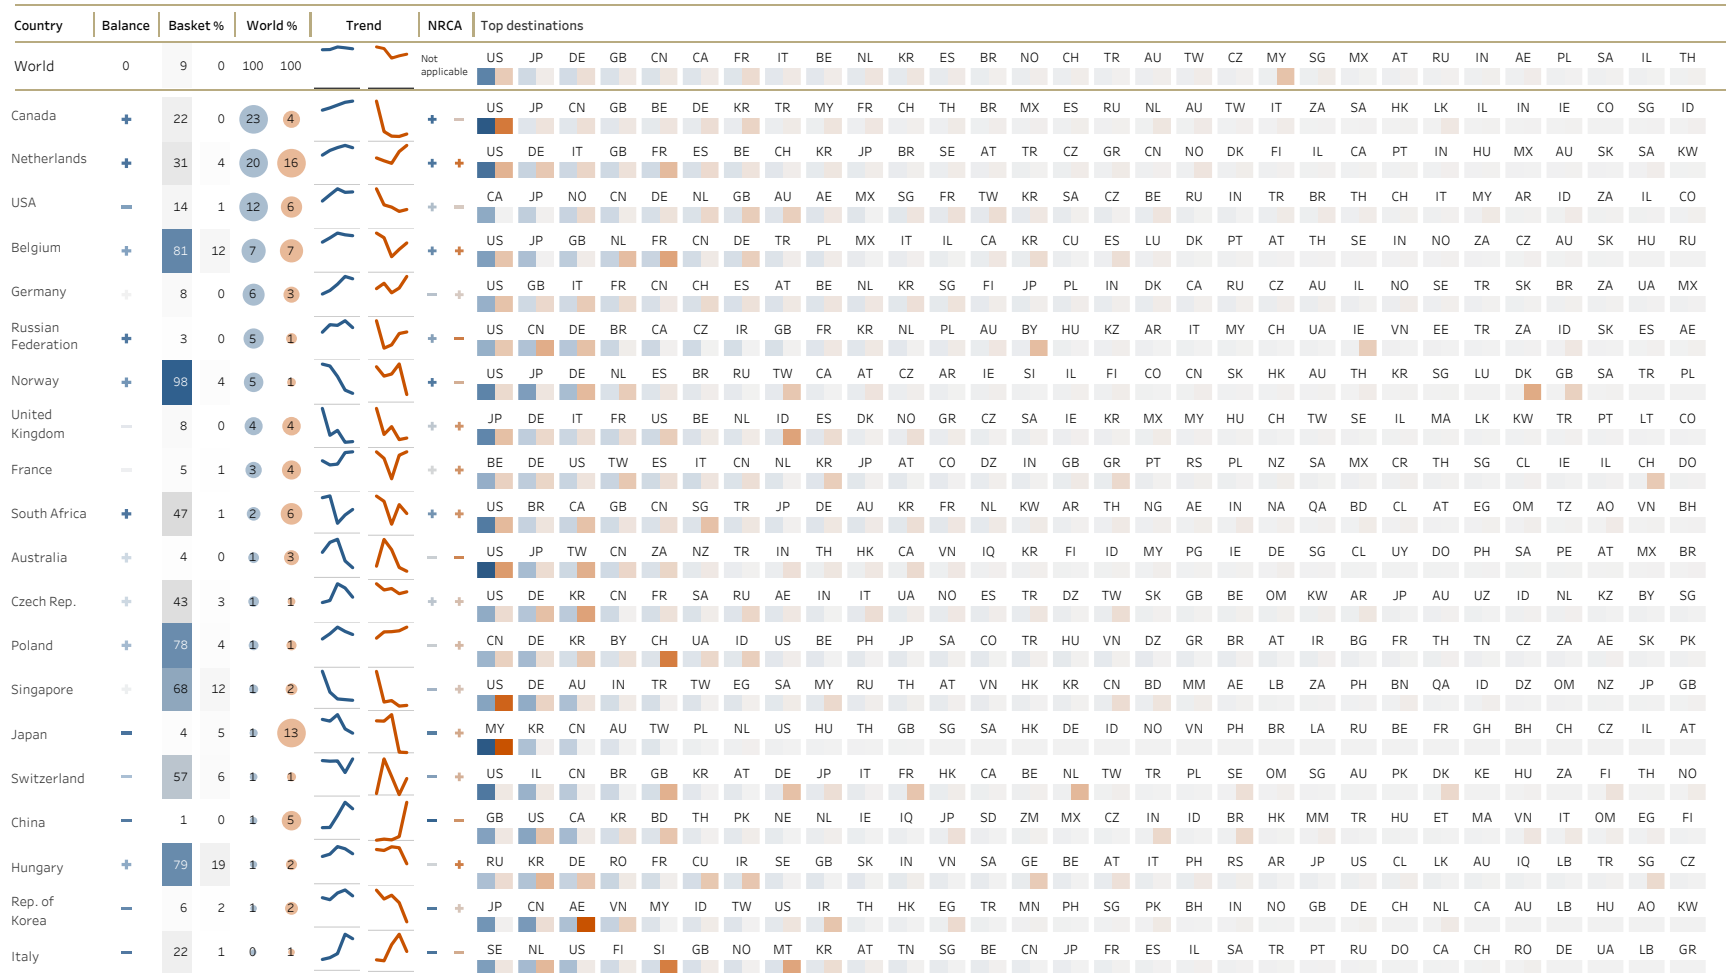 Country Balance Basket % World % Trend NRCA Top destinations
World 0 9 0 100 100 Not applicable US JP DE GB CN CA FR IT BE NL KR ES BR NO CH TR AU TW CZ MY SG MX AT RU IN AE PL SA IL TH
Canada + 22 0 23 4 + − US JP CN GB BE DE KR TR MY FR CH TH BR MX ES RU NL AU TW IT ZA SA HK LK IL IN IE CO SG ID
Netherlands + 31 4 20 16 + + US DE IT GB FR ES BE CH KR JP BR SE AT TR CZ GR CN NO DK FI IL CA PT IN HU MX AU SK SA KW
USA − 14 1 12 6 + − CA JP NO CN DE NL GB AU AE MX SG FR TW KR SA CZ BE RU IN TR BR TH CH IT MY AR ID ZA IL CO
Belgium + 81 12 7 7 + + US JP GB NL FR CN DE TR PL MX IT IL CA KR CU ES LU DK PT AT TH SE IN NO ZA CZ AU SK HU RU
Germany + 8 0 6 3 − + US GB IT FR CN CH ES AT BE NL KR SG FI JP PL IN DK CA RU CZ AU IL NO SE TR SK BR ZA UA MX
Russian Federation + 3 0 5 1 + − US CN DE BR CA CZ IR GB FR KR NL PL AU BY HU KZ AR IT MY CH UA IE VN EE TR ZA ID SK ES AE
Norway + 98 4 5 1 + − US JP DE NL ES BR RU TW CA AT CZ AR IE SI IL FI CO CN SK HK AU TH KR SG LU DK GB SA TR PL
United Kingdom − 8 0 4 4 + + JP DE IT FR US BE NL ID ES DK NO GR CZ SA IE KR MX MY HU CH TW SE IL MA LK KW TR PT LT CO
France − 5 1 3 4 + + BE DE US TW ES IT CN NL KR JP AT CO DZ IN GB GR PT RS PL NZ SA MX CR TH SG CL IE IL CH DO
South Africa + 47 1 2 6 + + US BR CA GB CN SG TR JP DE AU KR FR NL KW AR TH NG AE IN NA QA BD CL AT EG OM TZ AO VN BH
Australia + 4 0 1 3 − − US JP TW CN ZA NZ TR IN TH HK CA VN IQ KR FI ID MY PG IE DE SG CL UY DO PH SA PE AT MX BR
Czech Rep. + 43 3 1 1 + + US DE KR CN FR SA RU AE IN IT UA NO ES TR DZ TW SK GB BE OM KW AR JP AU UZ ID NL KZ BY SG
Poland + 78 4 1 1 − + CN DE KR BY CH UA ID US BE PH JP SA CO TR HU VN DZ GR BR AT IR BG FR TH TN CZ ZA AE SK PK
Singapore + 68 12 1 2 − + US DE AU IN TR TW EG SA MY RU TH AT VN HK KR CN BD MM AE LB ZA PH BN QA ID DZ OM NZ JP GB
Japan − 4 5 1 13 − + MY KR CN AU TW PL NL US HU TH GB SG SA HK DE ID NO VN PH BR LA RU BE FR GH BH CH CZ IL AT
Switzerland − 57 6 1 1 − + US IL CN BR GB KR AT DE JP IT FR HK CA BE NL TW TR PL SE OM SG AU PK DK KE HU ZA FI TH NO
China − 1 0 1 5 − − GB US CA KR BD TH PK NE NL IE IQ JP SD ZM MX CZ IN ID BR HK MM TR HU ET MA VN IT OM EG FI
Hungary + 79 19 1 2 − + RU KR DE RO FR CU IR SE GB SK IN VN SA GE BE AT IT PH RS AR JP US CL LK AU IQ LB TR SG CZ
Rep. of Korea − 6 2 1 2 − + JP CN AE VN MY ID TW US IR TH HK EG TR MN PH SG PK BH IN NO GB DE CH NL CA AU LB HU AO KW
Italy − 22 1 0 1 − − SE NL US FI SI GB NO MT KR AT TN SG BE CN JP FR ES IL SA TR PT RU DO CA CH RO DE UA LB GR